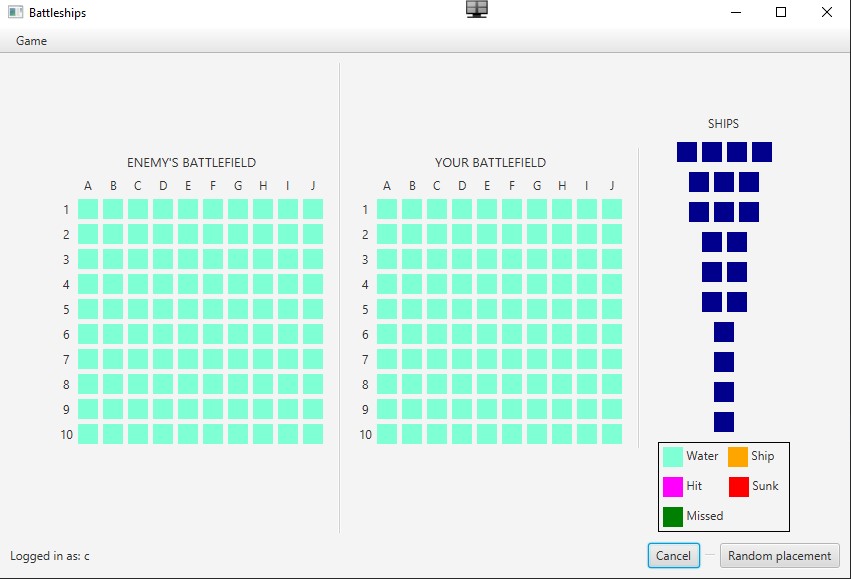 Battleships
Game
SHIPS
ENEMY'S BATTLEFIELD
YOUR BATTLEFIELD
A B C D E F G H I J
A B C D E F G H I J
1 1
2 2
3 3
4 4
5 5
6 6
7 7
8 8
9 9
10 10
Water Ship
Hit Sunk
Missed
Logged in as: c
Cancel
Random placement